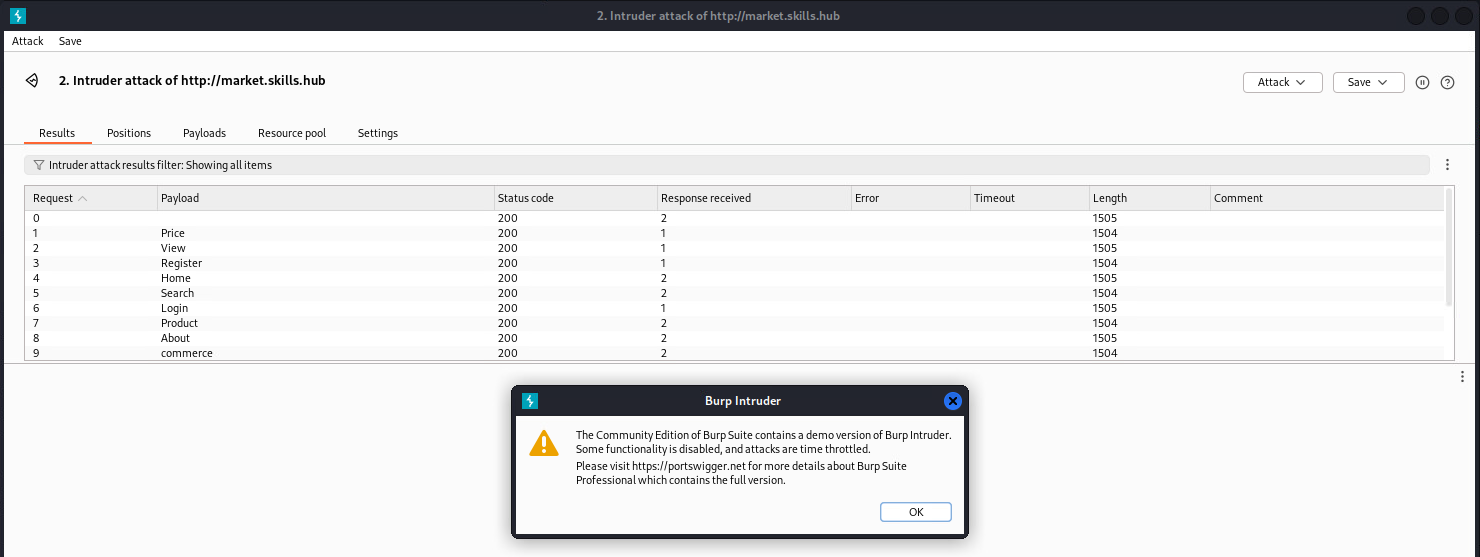 2. Intruder attack of http://market.skills.hub
Attack Save
2. Intruder attack of http://market.skills.hub
Attack Save
Results Positions Payloads Resource pool Settings
Intruder attack results filter: Showing all items
Request Payload Status code Response received Error Timeout Length Comment
0 200 2 1505
1 Price 200 1 1504
2 View 200 1 1505
3 Register 200 1 1504
4 Home 200 2 1505
5 Search 200 2 1504
6 Login 200 1 1505
7 Product 200 2 1504
8 About 200 2 1505
9 commerce 200 2 1504
Burp Intruder
The Community Edition of Burp Suite contains a demo version of Burp Intruder.
Some functionality is disabled, and attacks are time throttled.
Please visit https://portswigger.net for more details about Burp Suite
Professional which contains the full version.
OK